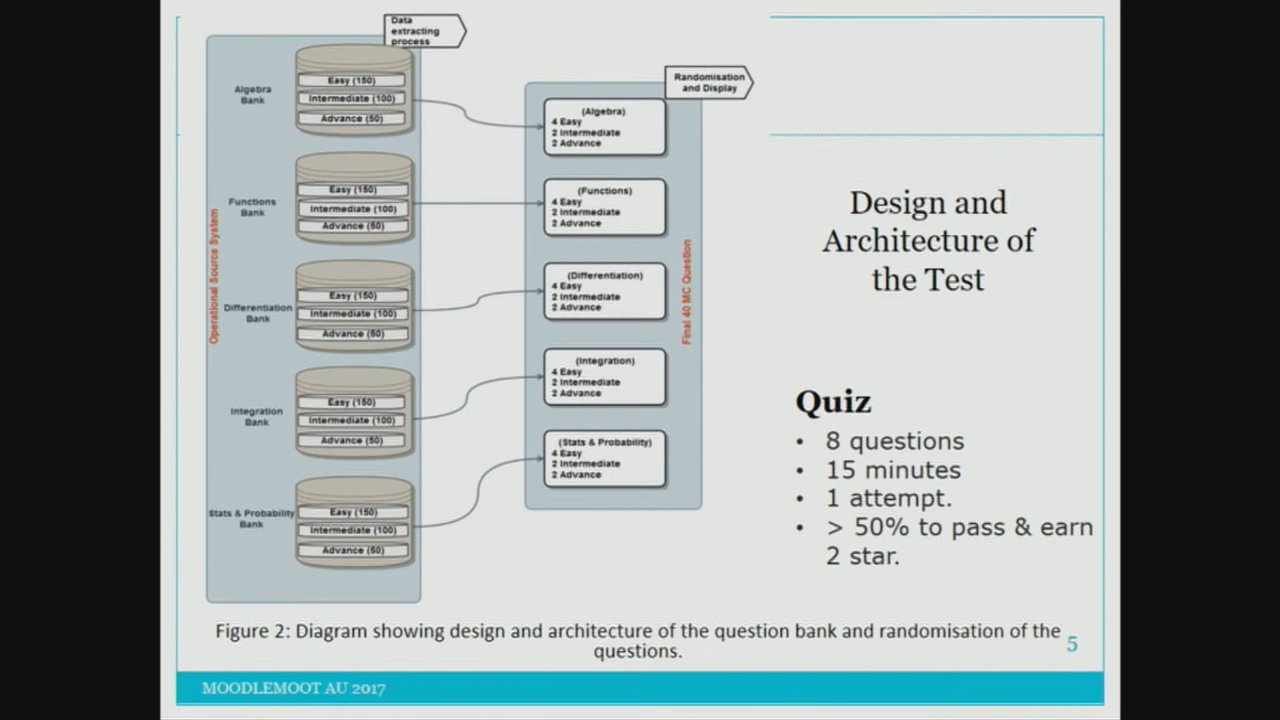 Data
extracting
process
Algebra
Bank
Easy (150)
Intermediate (100)
Advance (50)
Functions
Bank
Easy (150)
Intermediate (100)
Advance (50)
Differentiation
Bank
Easy (150)
Intermediate (100)
Advance (50)
Integration
Bank
Easy (150)
Intermediate (100)
Advance (50)
Stats & Probability
Bank
Easy (150)
Intermediate (100)
Advance (50)
Operational Source System
Randomisation
and Display
(Algebra)
4 Easy
2 Intermediate
2 Advance
(Functions)
4 Easy
2 Intermediate
2 Advance
(Differentiation)
4 Easy
2 Intermediate
2 Advance
(Integration)
4 Easy
2 Intermediate
2 Advance
(Stats & Probability)
4 Easy
2 Intermediate
2 Advance
Final 40 MC Question
Design and
Architecture of
the Test
Quiz
• 8 questions
• 15 minutes
• 1 attempt.
• > 50% to pass & earn
2 star.
Figure 2: Diagram showing design and architecture of the question bank and randomisation of the
questions.
5
MOODLEMOOT AU 2017